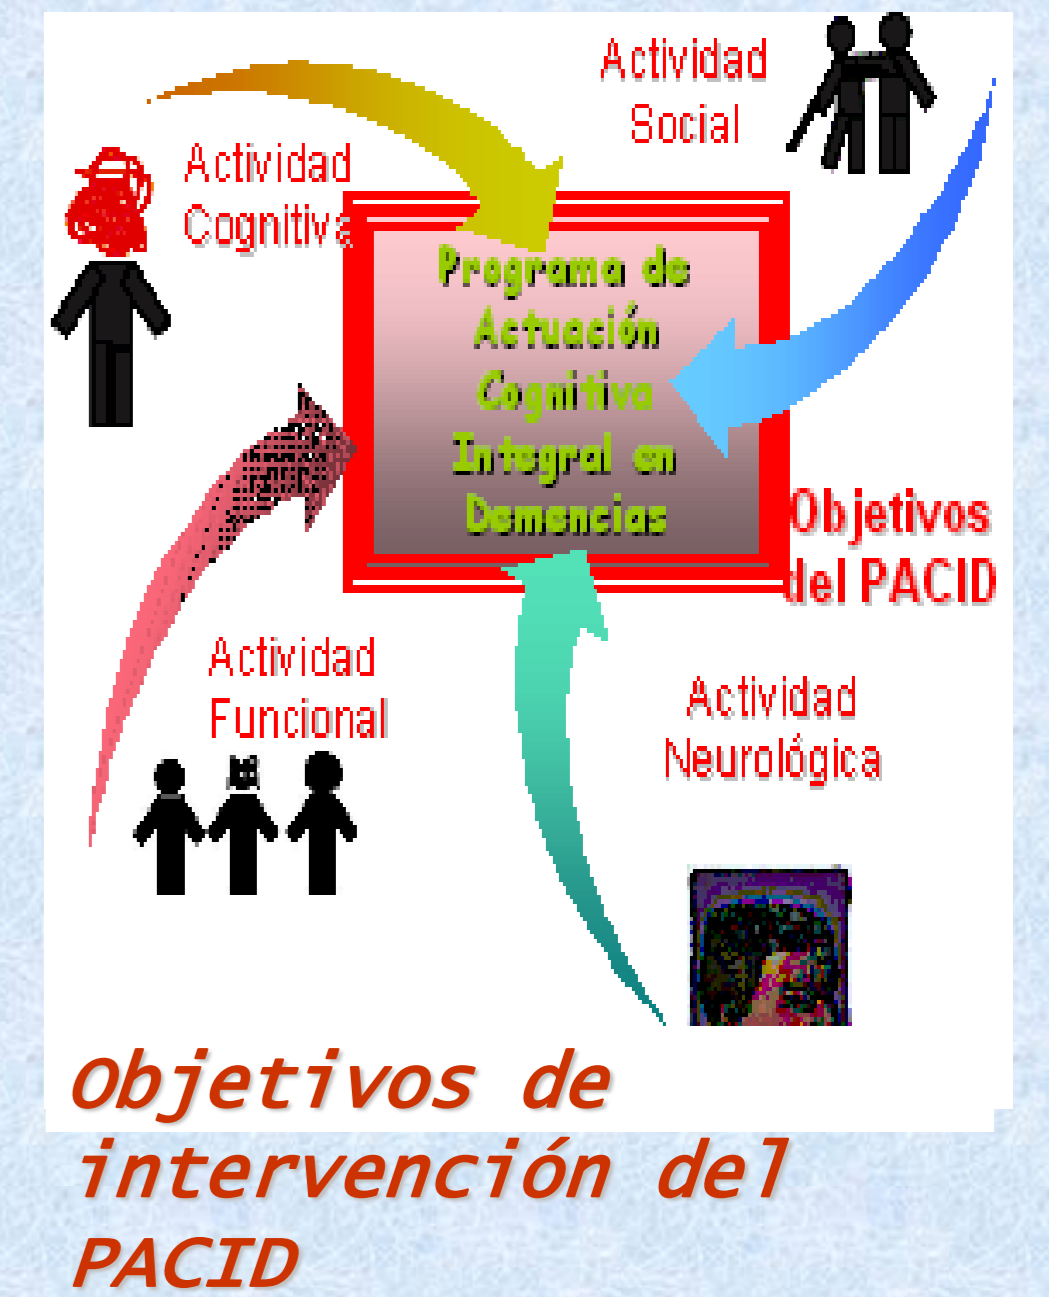 Actividad
Social
Actividad
Cognitiva
Programa de
Actuación
Cognitiva
Integral en
Demencias
Objetivos
del PACID
Actividad
Funcional
Actividad
Neurológica
Objetivos de
intervención del
PACID